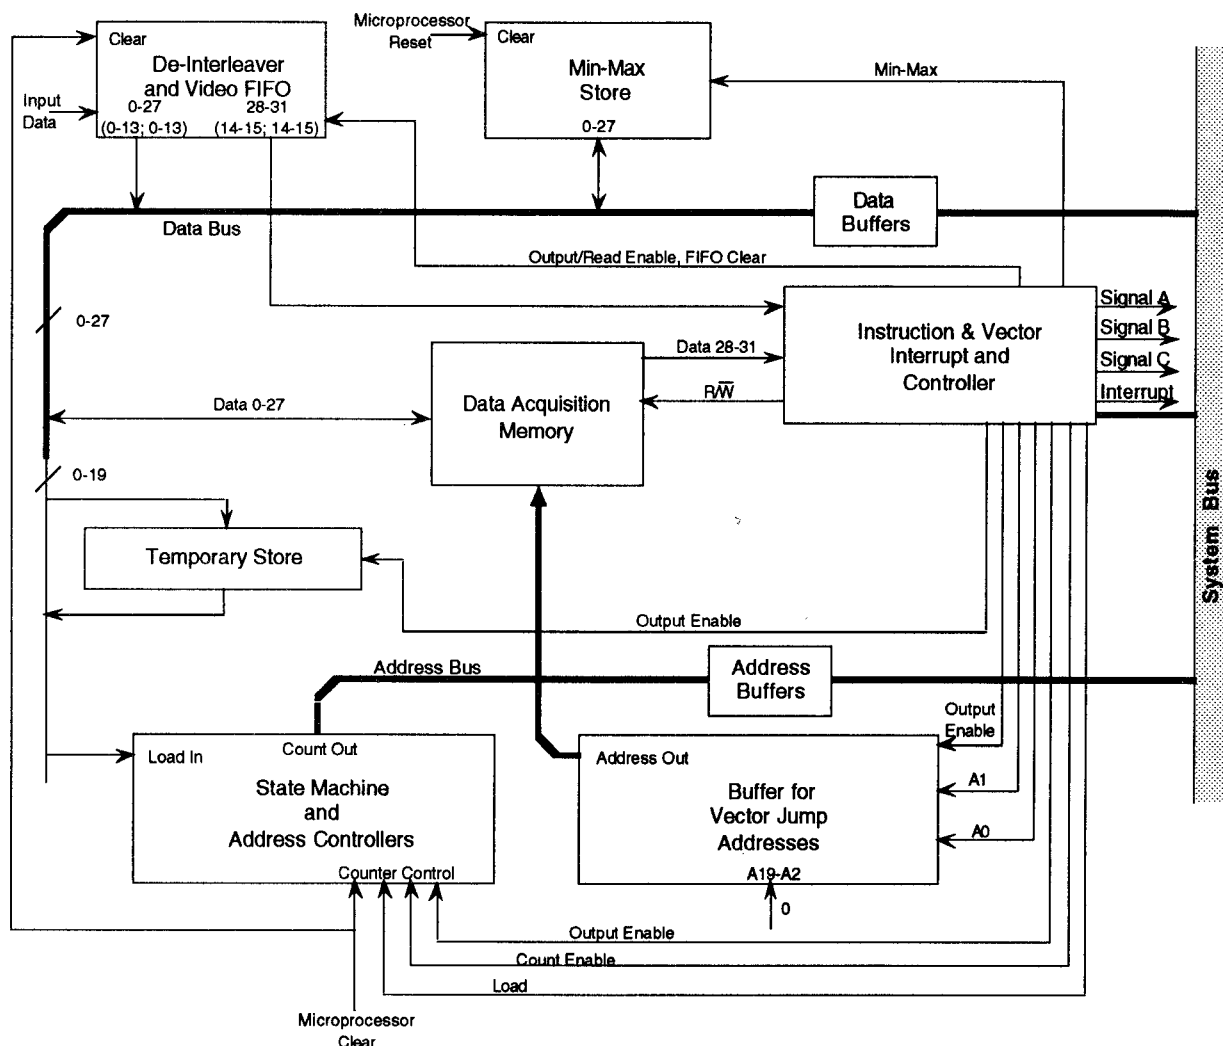 Microprocessor
Reset
Clear
De-Interleaver
and Video FIFO
0-27
28-31
(0-13; 0-13)
(14-15; 14-15)
Input
Data
Clear
Min-Max
Store
0-27
Min-Max
Data Bus
Data
Buffers
Output/Read Enable, FIFO Clear
0-27
Instruction & Vector
Interrupt and
Controller
Signal A
Signal B
Signal C
Interrupt
Data 28-31
R/W̅
Data Acquisition
Memory
Data 0-27
0-19
Temporary Store
Output Enable
System Bus
Address Bus
Address
Buffers
Output
Enable
Load In
Count Out
State Machine
and
Address Controllers
Counter Control
Address Out
Buffer for
Vector Jump
Addresses
A19-A2
A1
A0
0
Output Enable
Count Enable
Load
Microprocessor
Clear